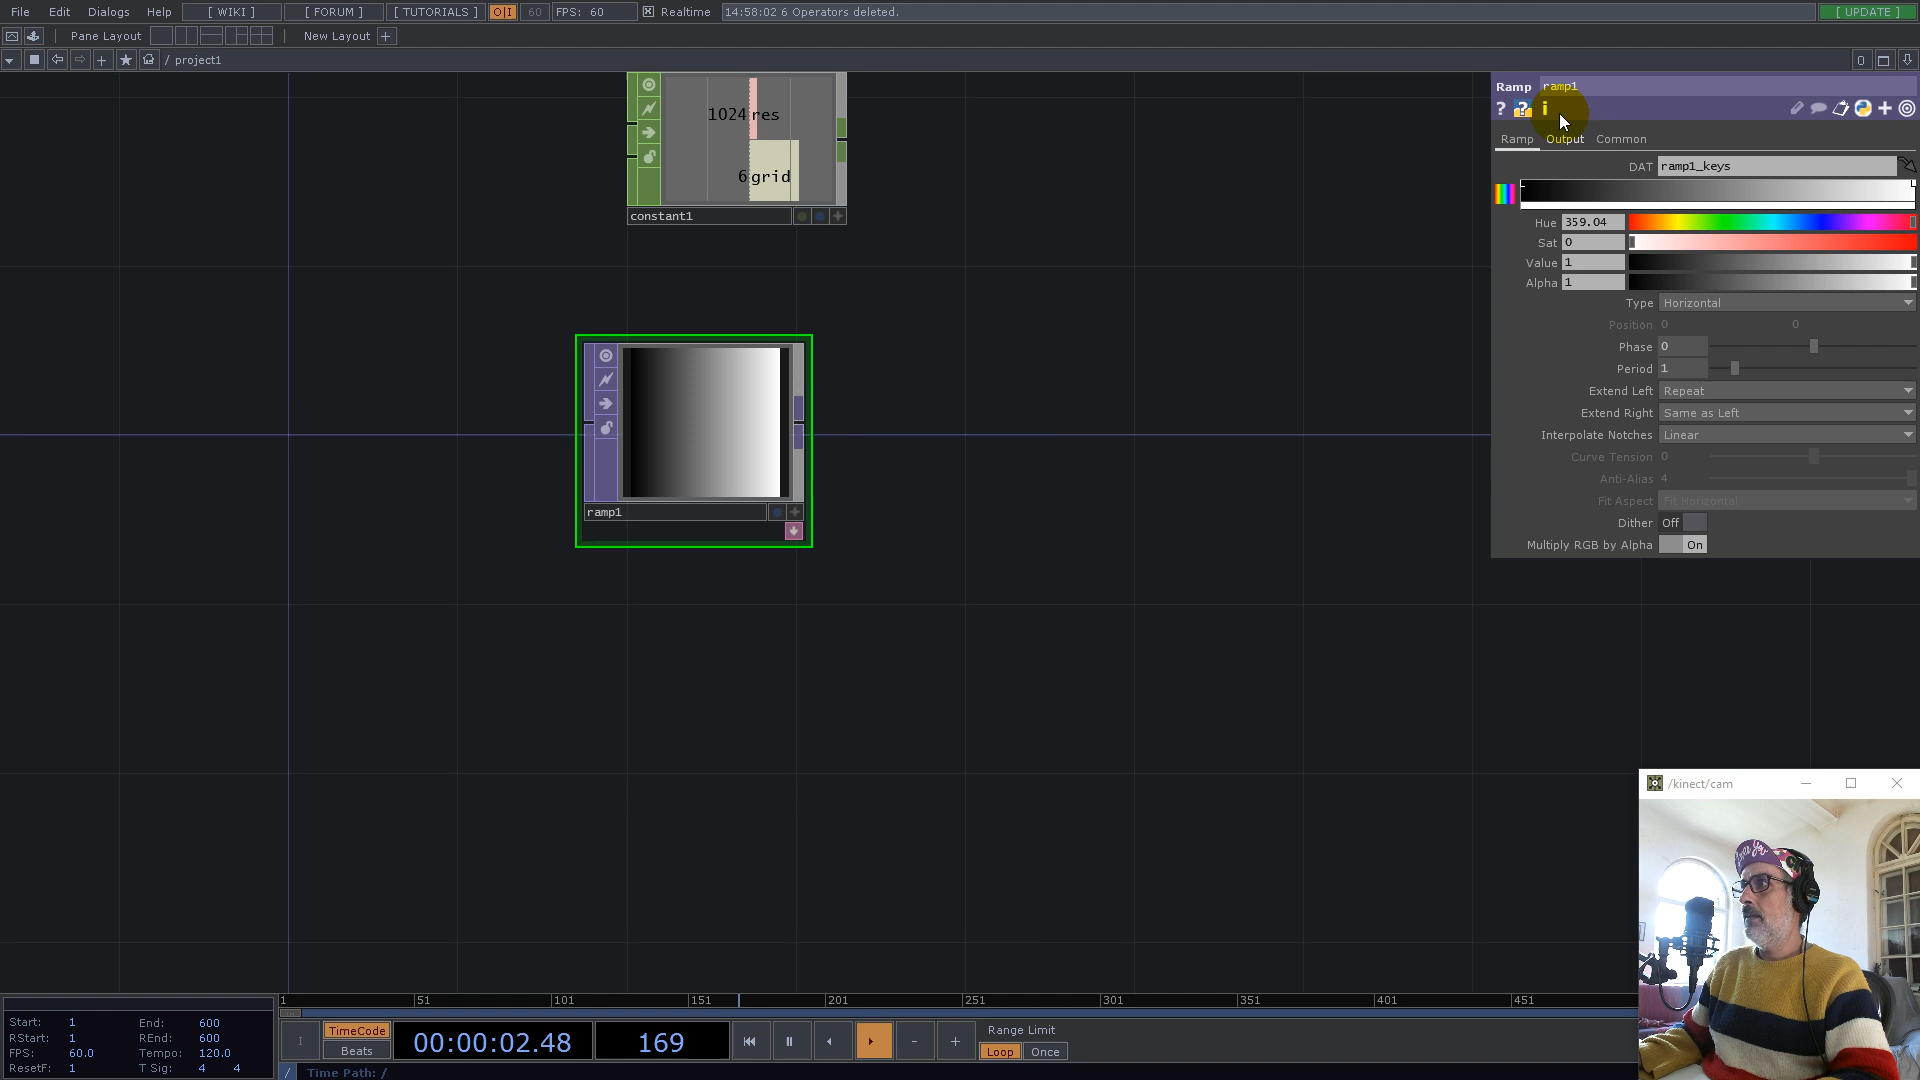 File Edit Dialogs Help [ WIKI ] [ FORUM ] [ TUTORIALS ] O|I 60 FPS: 60 Realtime 14:58:02 6 Operators deleted. [ UPDATE ]
Pane Layout New Layout +
/ project1 0
1024 res
6 grid
constant1
ramp1
Ramp ramp1
? ? i
Ramp Output Common
DAT ramp1_keys
Hue 359.04
Sat 0
Value 1
Alpha 1
Type Horizontal
Position 0 0
Phase 0
Period 1
Extend Left Repeat
Extend Right Same as Left
Interpolate Notches Linear
Curve Tension 0
Anti-Alias 4
Fit Aspect Fit Horizontal
Dither Off
Multiply RGB by Alpha On
/kinect/cam
1 51 101 151 201 251 301 351 401 451
Start: 1 End: 600
RStart: 1 REnd: 600
FPS: 60.0 Tempo: 120.0
ResetF: 1 T Sig: 4 4
I TimeCode
Beats
00:00:02.48 169
- +
Range Limit
Loop Once
/ Time Path: /